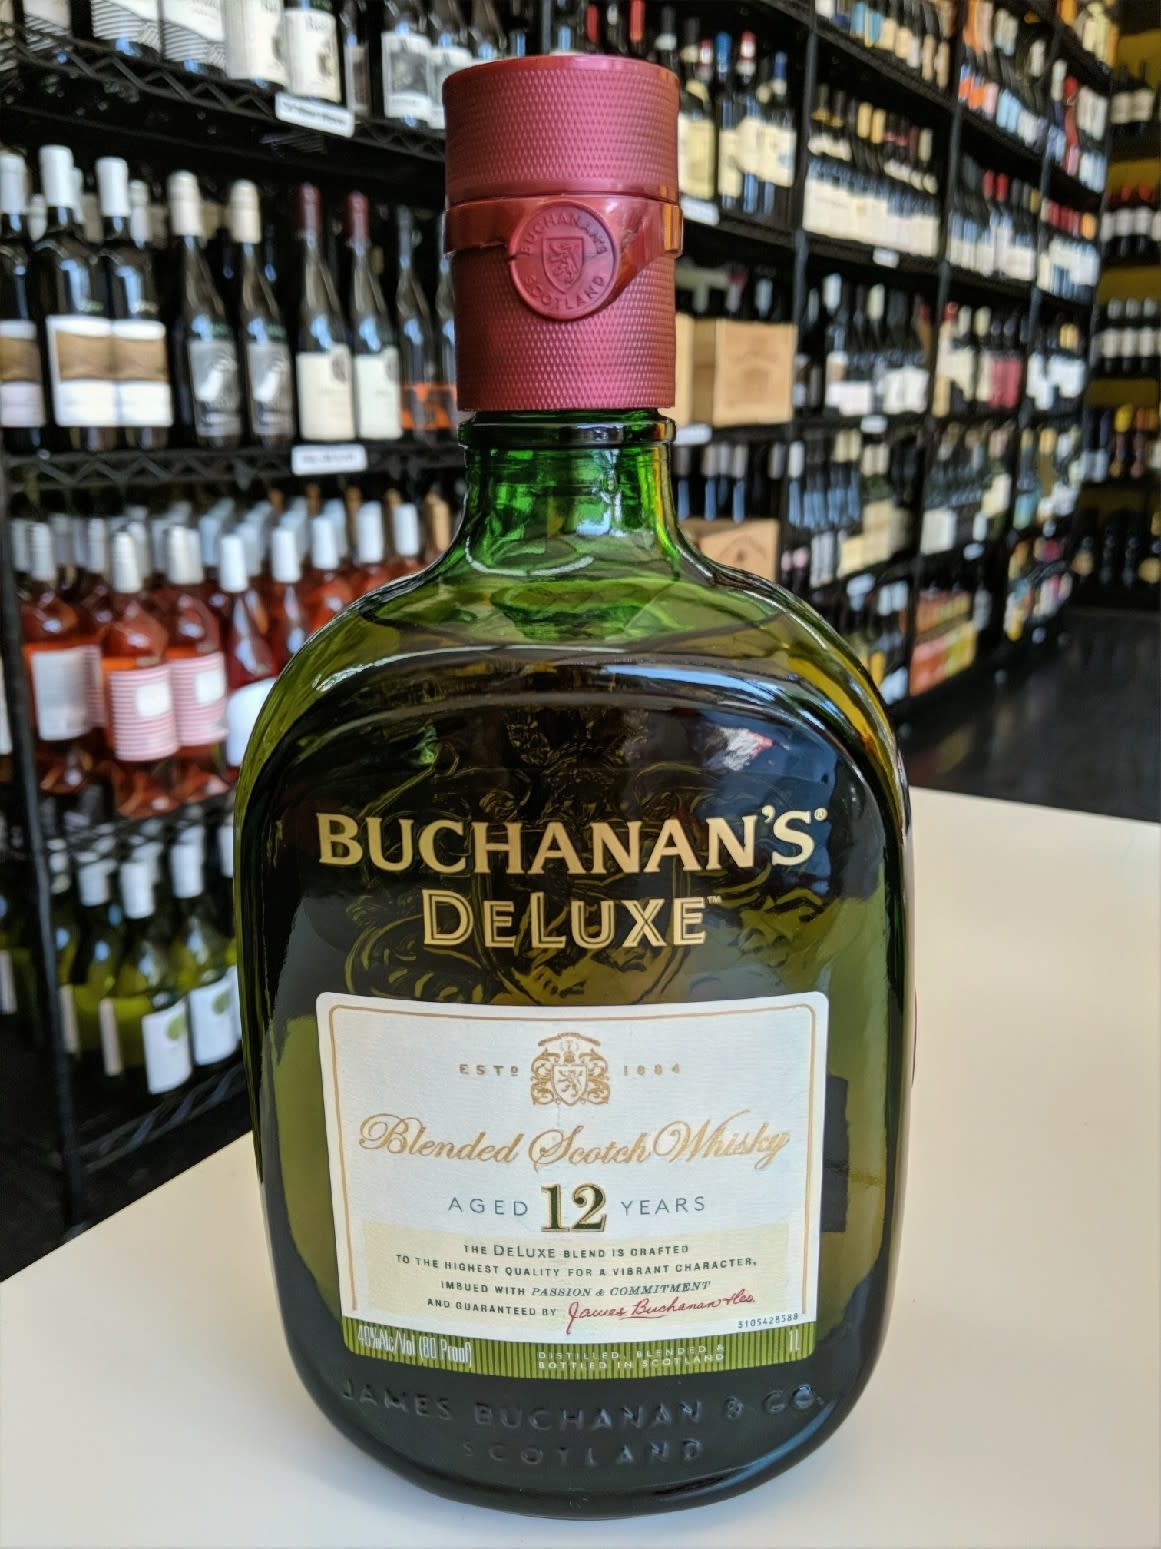 BUCHANAN'S
SCOTLAND
BUCHANAN'S®
DELUXE™
ESTD 1884
Blended Scotch Whisky
AGED 12 YEARS
THE DELUXE BLEND IS CRAFTED
TO THE HIGHEST QUALITY FOR A VIBRANT CHARACTER,
IMBUED WITH PASSION & COMMITMENT
AND GUARANTEED BY James Buchanan & Co.
40%Alc/Vol (80 Proof)
DISTILLED, BLENDED &
BOTTLED IN SCOTLAND
1L
JAMES BUCHANAN & CO.
SCOTLAND